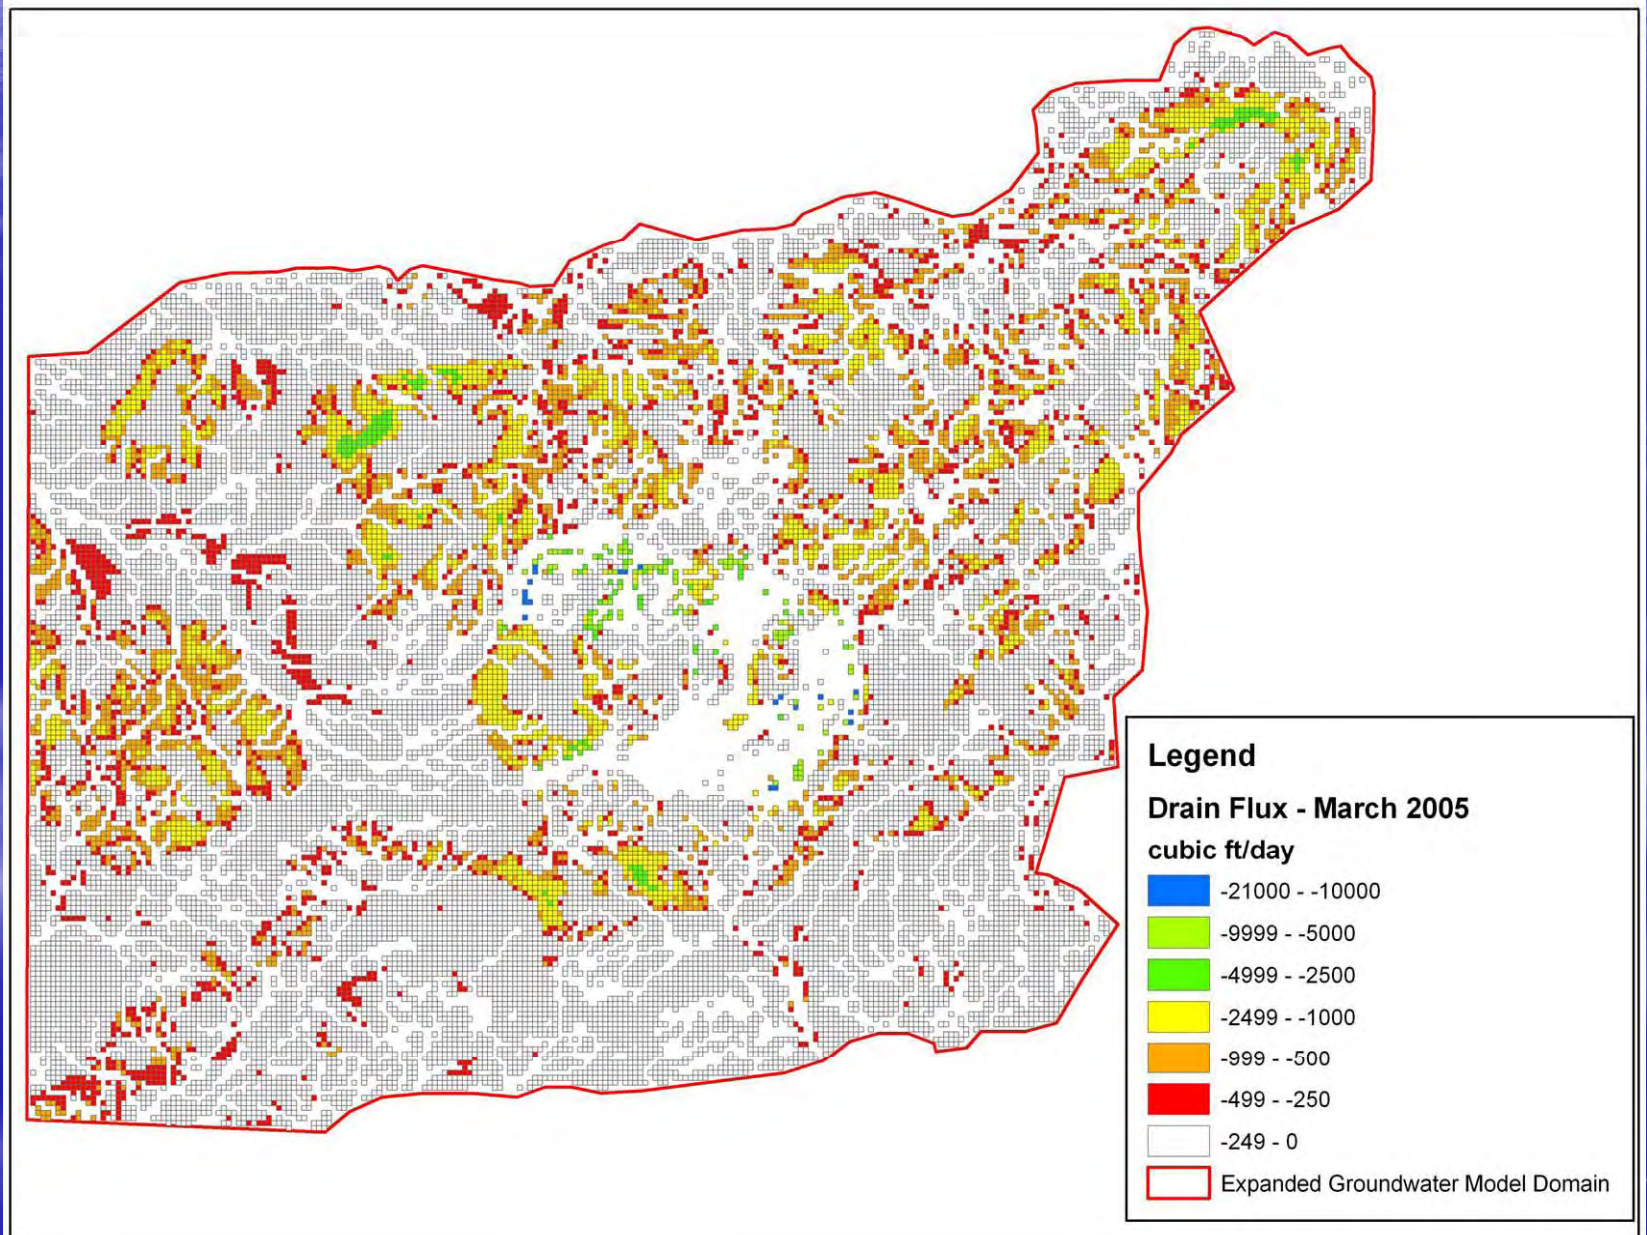 Legend
Drain Flux - March 2005
cubic ft/day
-21000 - -10000
-9999 - -5000
-4999 - -2500
-2499 - -1000
-999 - -500
-499 - -250
-249 - 0
Expanded Groundwater Model Domain